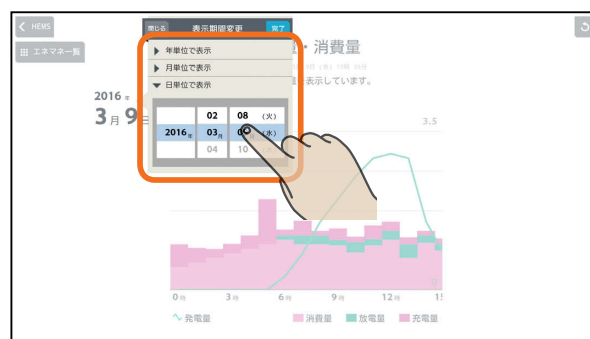 HEMS
エネマネ一覧
閉じる 表示期間変更 完了
年単位で表示
月単位で表示
日単位で表示
02 08 (火)
2016年 03月 (水)
04 10
・消費量
表示しています。
2016年
3月9日
3.5
0時 3時 6時 9時 12時
発電量 消費量 放電量 充電量